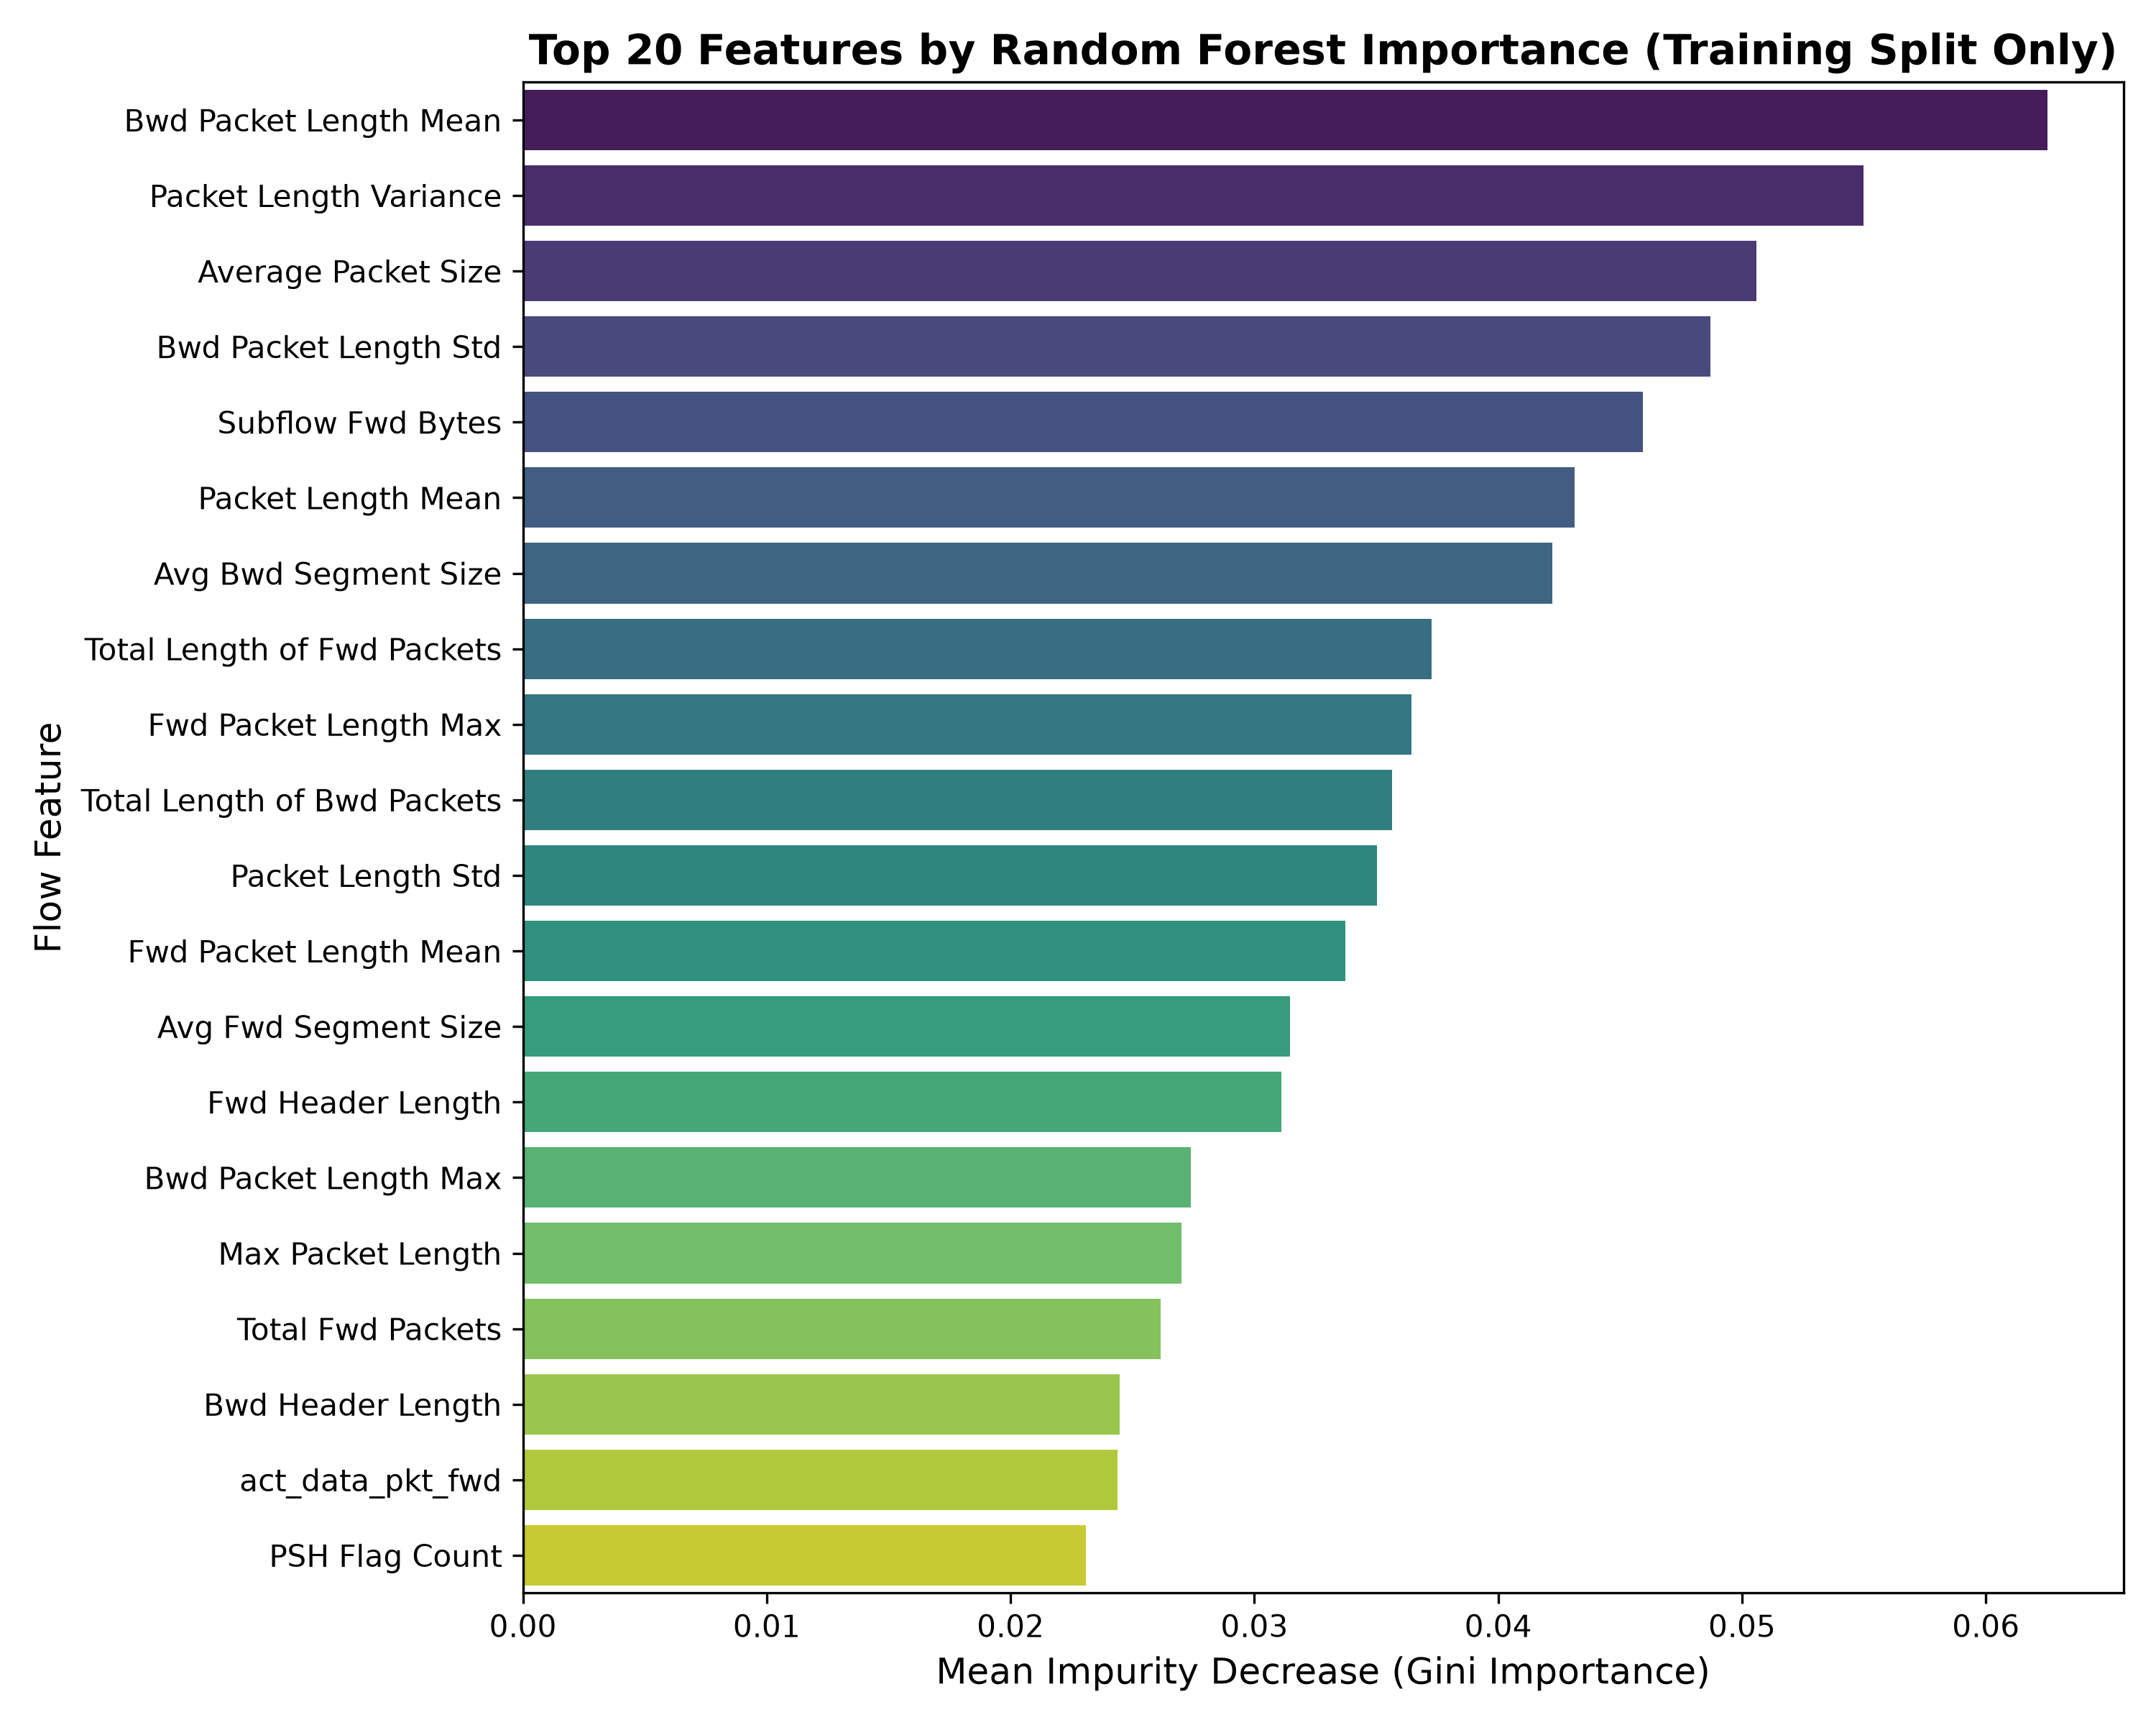 Top 20 Features by Random Forest Importance (Training Split Only)
Flow Feature
Bwd Packet Length Mean
Packet Length Variance
Average Packet Size
Bwd Packet Length Std
Subflow Fwd Bytes
Packet Length Mean
Avg Bwd Segment Size
Total Length of Fwd Packets
Fwd Packet Length Max
Total Length of Bwd Packets
Packet Length Std
Fwd Packet Length Mean
Avg Fwd Segment Size
Fwd Header Length
Bwd Packet Length Max
Max Packet Length
Total Fwd Packets
Bwd Header Length
act_data_pkt_fwd
PSH Flag Count
0.00 0.01 0.02 0.03 0.04 0.05 0.06
Mean Impurity Decrease (Gini Importance)